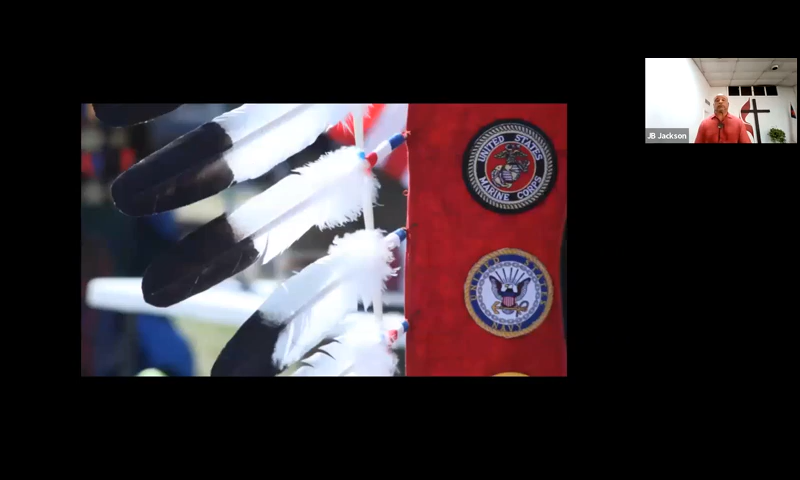 UNITED STATES
MARINE CORPS
UNITED STATES
NAVY
JB Jackson